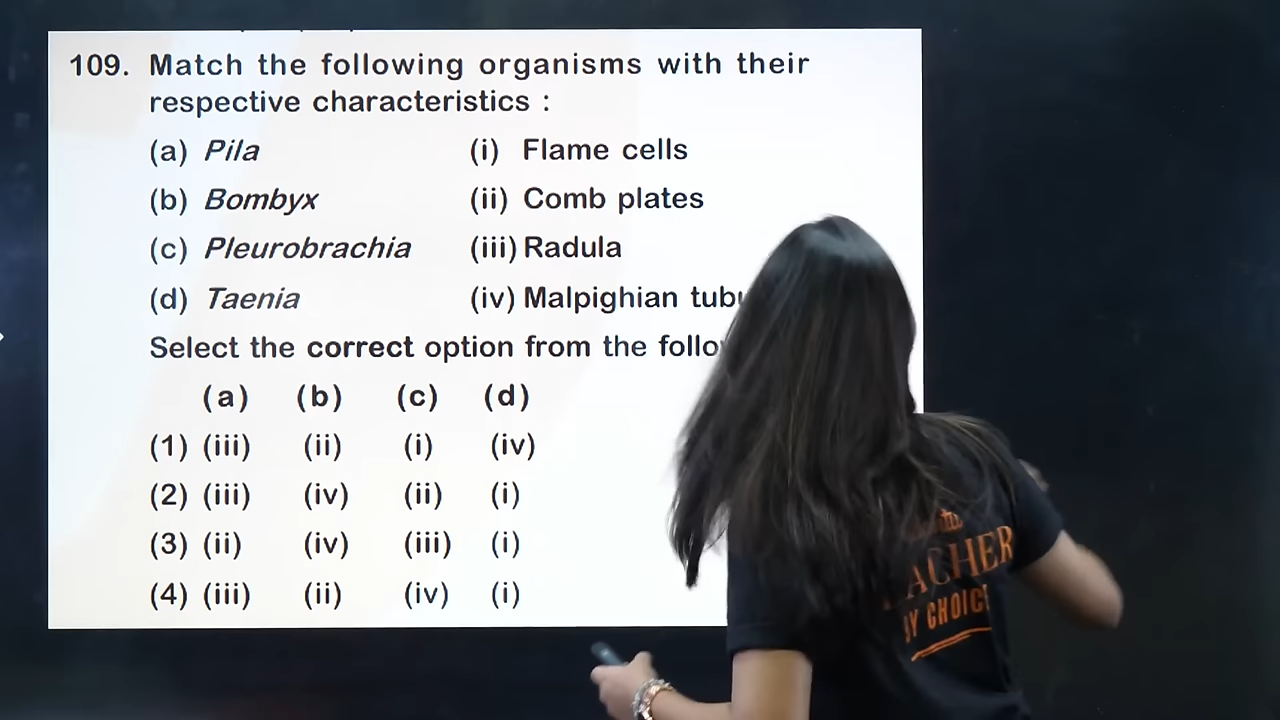 109. Match the following organisms with their
respective characteristics :
(a) Pila (i) Flame cells
(b) Bombyx (ii) Comb plates
(c) Pleurobrachia (iii) Radula
(d) Taenia (iv) Malpighian
Select the correct option from the
(a) (b) (c) (d)
(1) (iii) (ii) (i) (iv)
(2) (iii) (iv) (ii) (i)
(3) (ii) (iv) (iii) (i)
(4) (iii) (ii) (iv) (i)
BY CHOICE